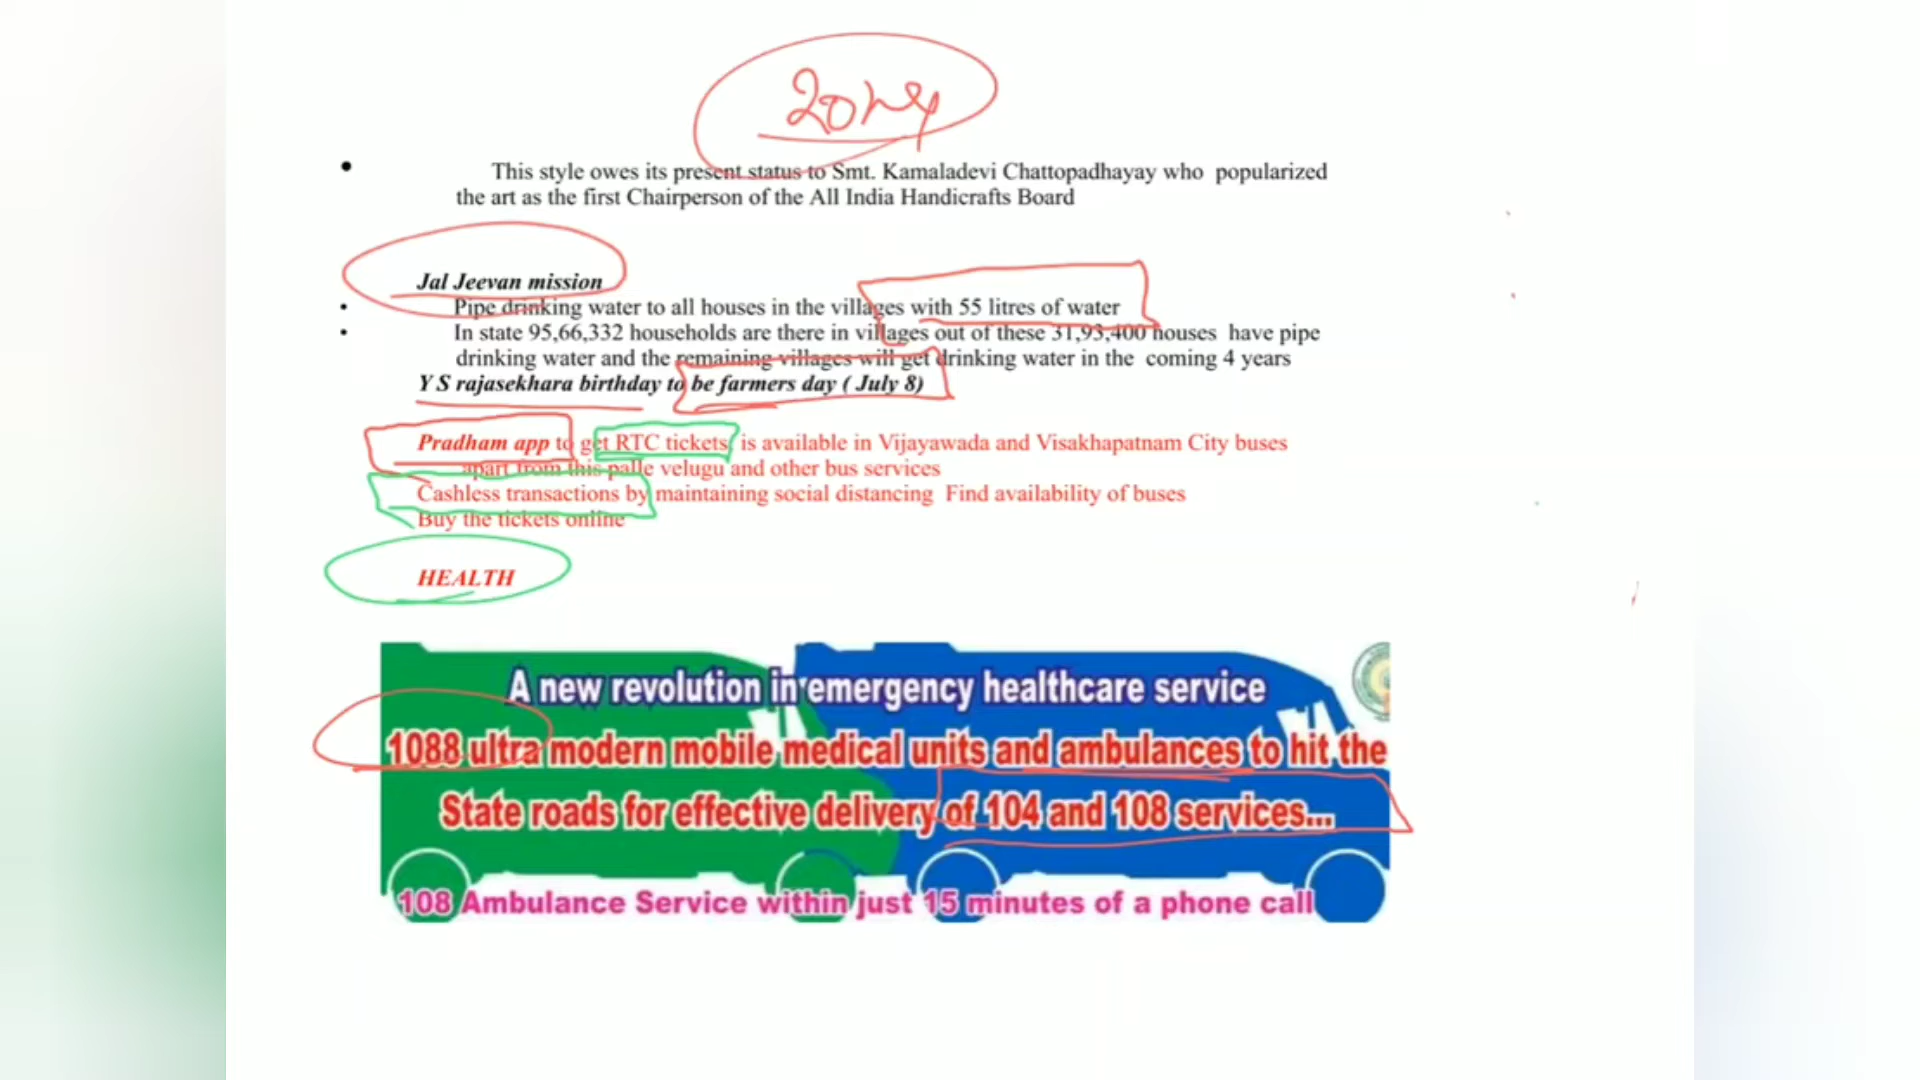 This style owes its present status to Smt. Kamaladevi Chattopadhayay who popularized
the art as the first Chairperson of the All India Handicrafts Board
Jal Jeevan mission
Pipe drinking water to all houses in the villages with 55 litres of water
In state 95,66,332 households are there in villages out of these 31,93,400 houses have pipe
drinking water and the remaining villages will get drinking water in the coming 4 years
Y S rajasekhara birthday to be farmers day ( July 8)
Pradham app to get RTC tickets, is available in Vijayawada and Visakhapatnam City buses
apart from this palle velugu and other bus services
Cashless transactions by maintaining social distancing Find availability of buses
Buy the tickets online
HEALTH
A new revolution in emergency healthcare service
1088 ultra modern mobile medical units and ambulances to hit the
State roads for effective delivery of 104 and 108 services...
108 Ambulance Service within just 15 minutes of a phone call